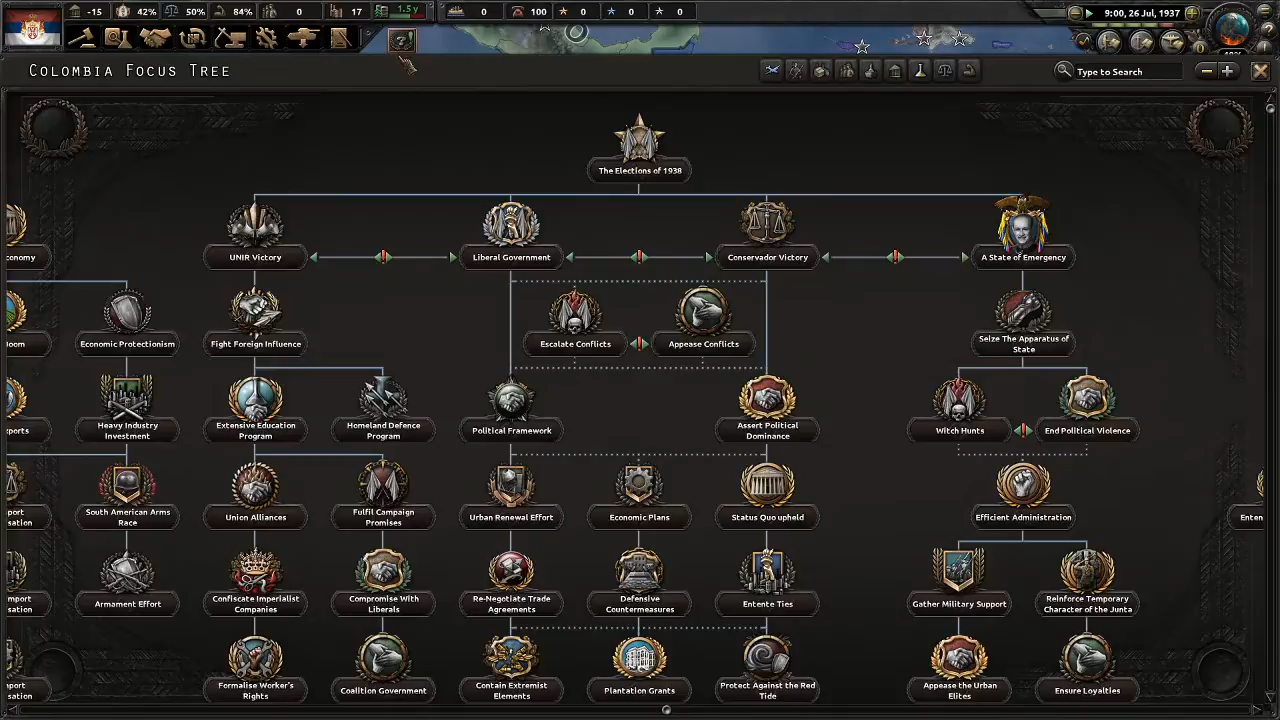 -15
42%
50%
84%
0
17
1.5 y
0
100
0
0
0
9:00, 26 Jul, 1937
0
Colombia Focus Tree
Type to Search
The Elections of 1938
conomy
UNIR Victory
Liberal Government
Conservador Victory
A State of Emergency
oom
Economic Protectionism
Fight Foreign Influence
Escalate Conflicts
Appease Conflicts
Seize The Apparatus of
State
xports
Heavy Industry
Investment
Extensive Education
Program
Homeland Defence
Program
Political Framework
Assert Political
Dominance
Witch Hunts
End Political Violence
port
sation
South American Arms
Race
Union Alliances
Fulfil Campaign
Promises
Urban Renewal Effort
Economic Plans
Status Quo upheld
Efficient Administration
Enten
mport
sation
Armament Effort
Confiscate Imperialist
Companies
Compromise With
Liberals
Re-Negotiate Trade
Agreements
Defensive
Countermeasures
Entente Ties
Gather Military Support
Reinforce Temporary
Character of the Junta
mport
sation
Formalise Worker's
Rights
Coalition Government
Contain Extremist
Elements
Plantation Grants
Protect Against the Red
Tide
Appease the Urban
Elites
Ensure Loyalties